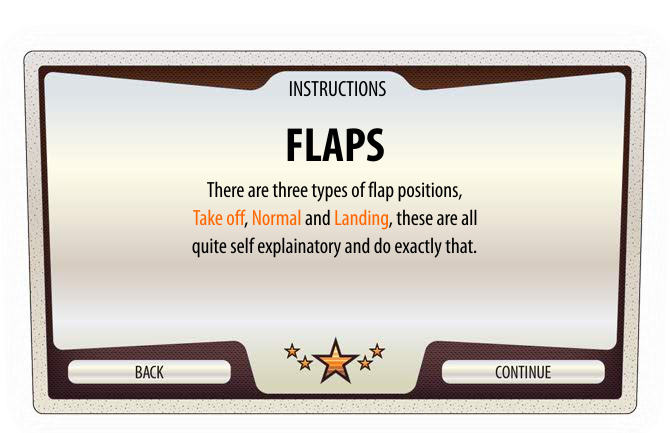 INSTRUCTIONS
FLAPS
There are three types of flap positions,
Take off, Normal and Landing, these are all
quite self explainatory and do exactly that.
BACK
CONTINUE